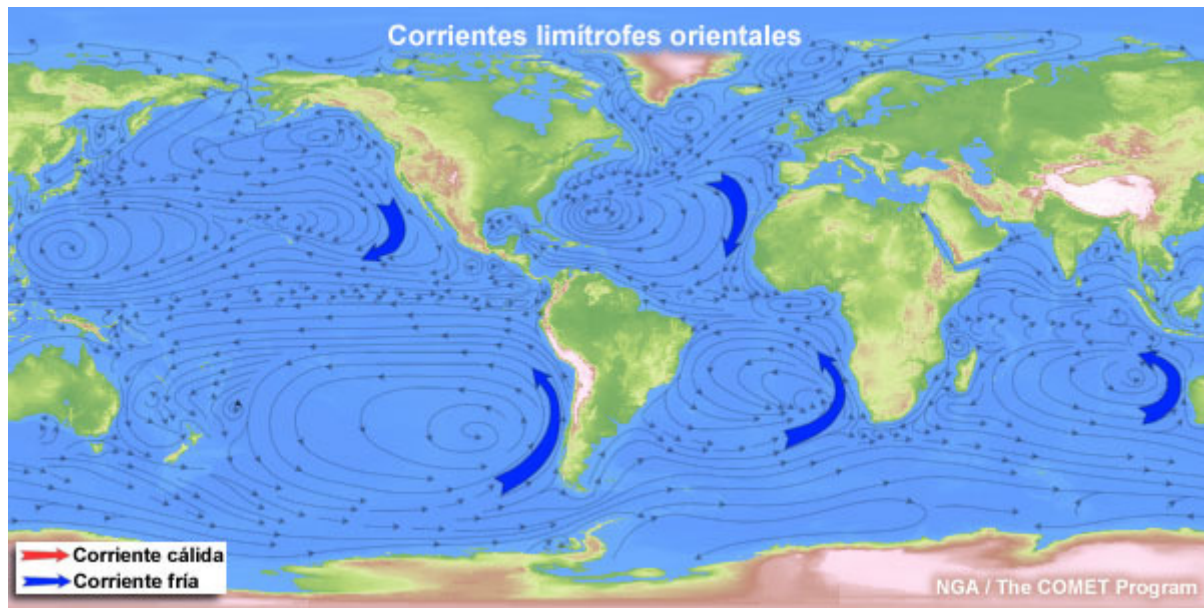 Corrientes limítrofes orientales
Corriente cálida
Corriente fría
NGA / The COMET Program